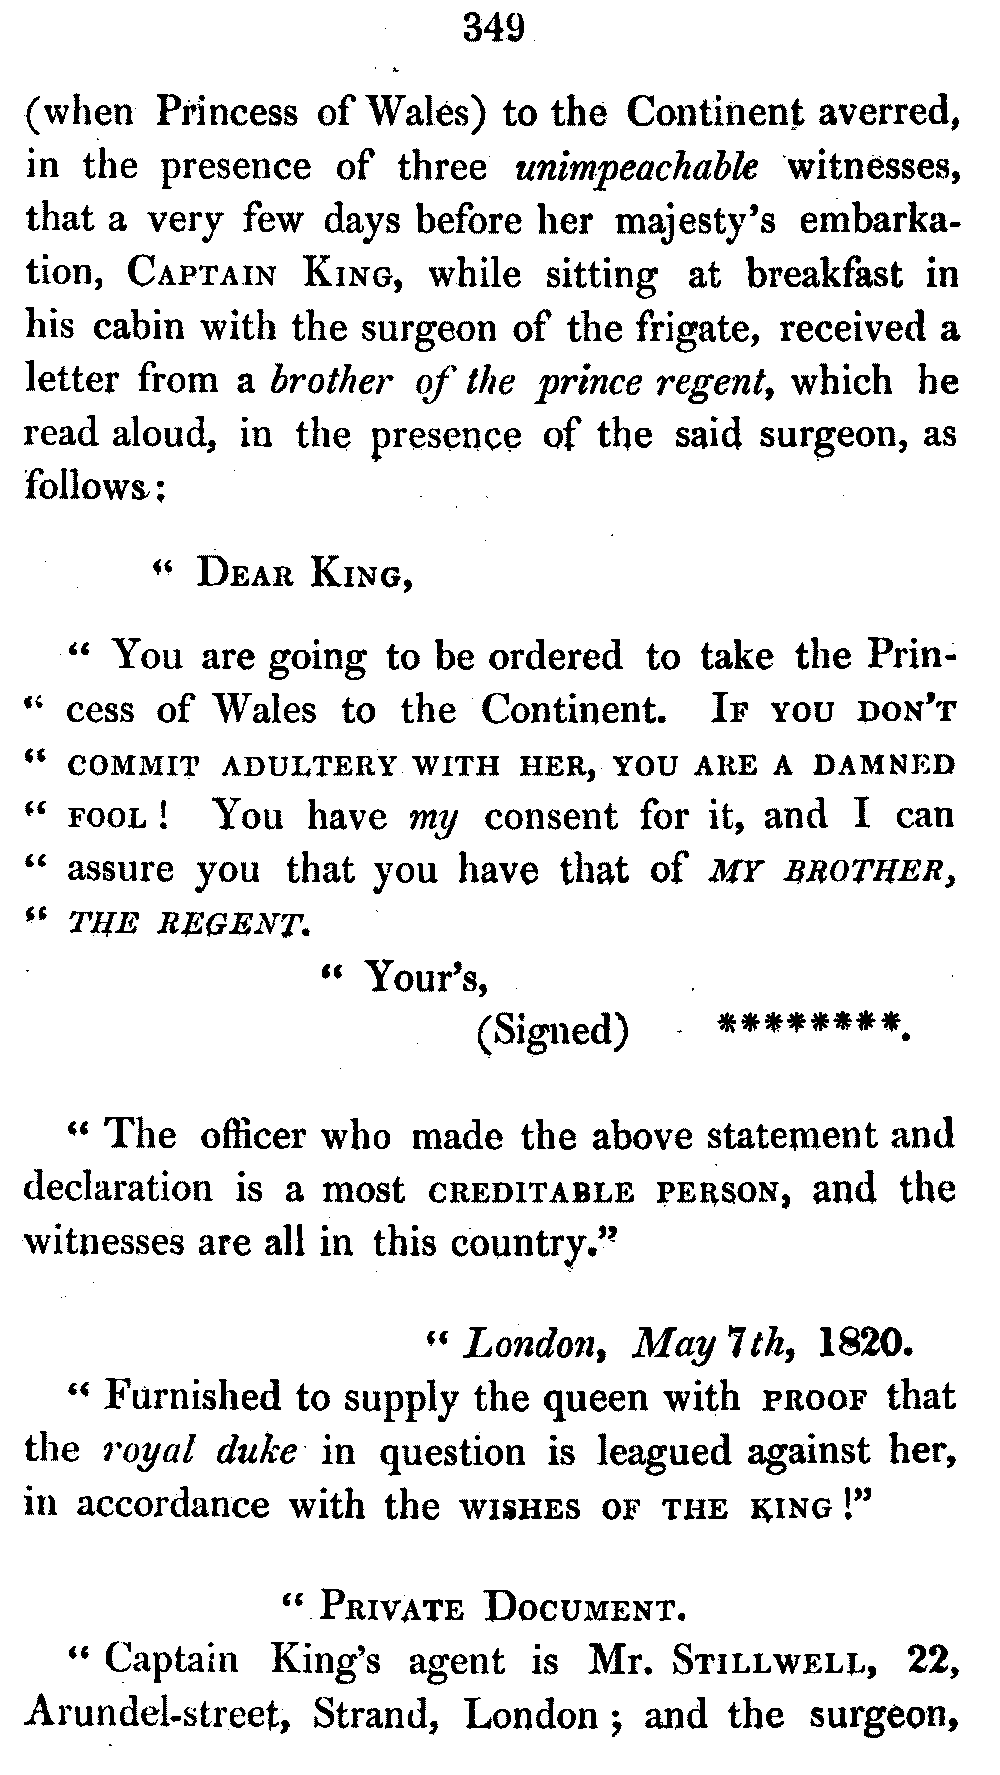 349
(when Princess of Wales) to the Continent averred,
in the presence of three unimpeachable witnesses,
that a very few days before her majesty's embarka-
tion, CAPTAIN KING, while sitting at breakfast in
his cabin with the surgeon of the frigate, received a
letter from a brother of the prince regent, which he
read aloud, in the presence of the said surgeon, as
follows:
“ DEAR KING,
“ You are going to be ordered to take the Prin-
“ cess of Wales to the Continent. IF YOU DON'T
“ COMMIT ADULTERY WITH HER, YOU ARE A DAMNED
“ FOOL ! You have my consent for it, and I can
“ assure you that you have that of MY BROTHER,
“ THE REGENT.
“ Your's,
(Signed) ********.
“ The officer who made the above statement and
declaration is a most CREDITABLE PERSON, and the
witnesses are all in this country.”
“ London, May 7th, 1820.
“ Furnished to supply the queen with PROOF that
the royal duke in question is leagued against her,
in accordance with the WISHES OF THE KING !”
“ PRIVATE DOCUMENT.
“ Captain King's agent is Mr. STILLWELL, 22,
Arundel-street, Strand, London ; and the surgeon,